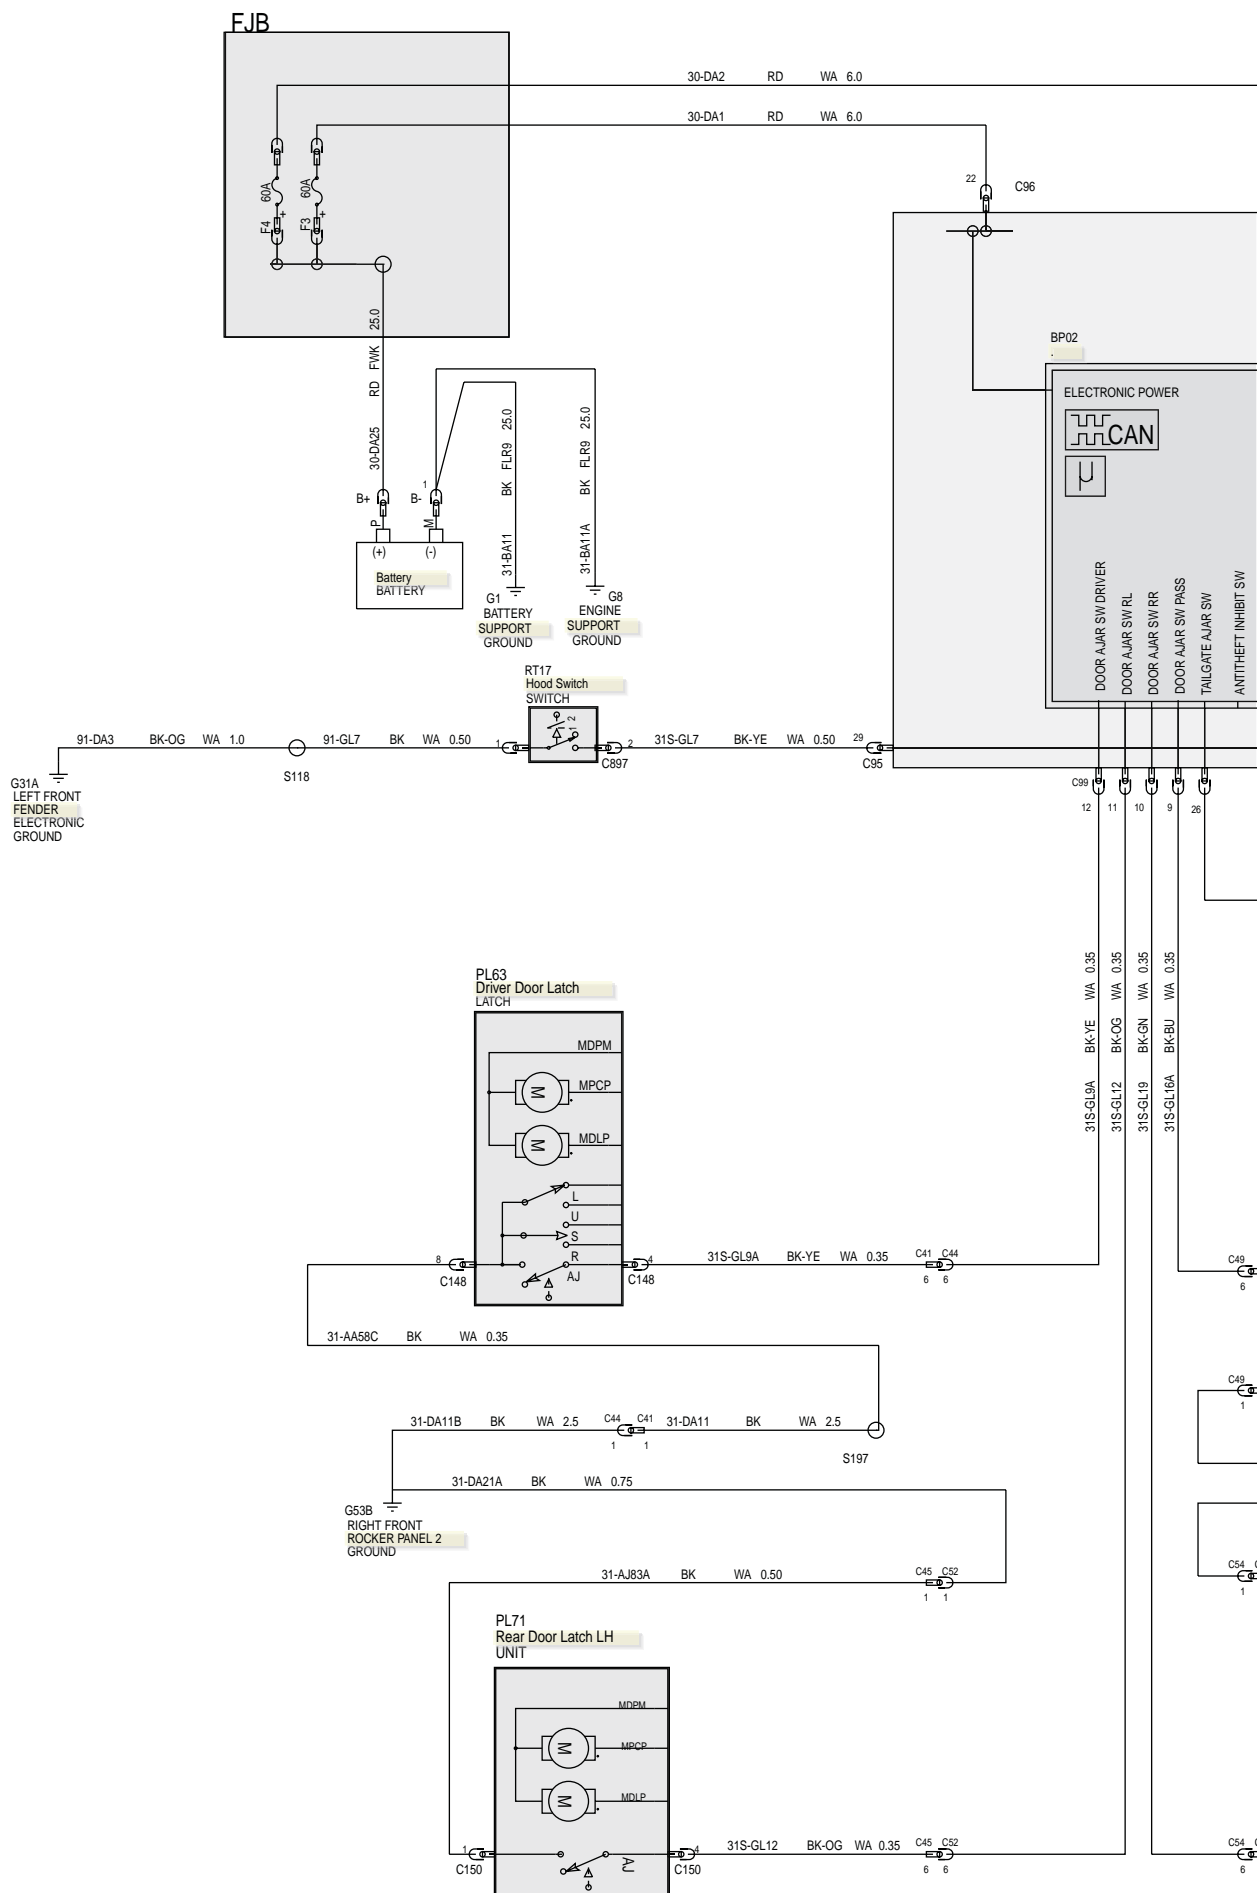 FJB
30-DA2 RD WA 6.0
30-DA1 RD WA 6.0
22
C96
60A
60A
F4 +
F3 +
30-DA25 RD FWK 25.0
BP02
.
ELECTRONIC POWER
CAN
µ
31-BA11 BK FLR9 25.0
31-BA11A BK FLR9 25.0
B+
B-
1
P
M
(+)
(-)
Battery
BATTERY
G1
BATTERY
SUPPORT
GROUND
G8
ENGINE
SUPPORT
GROUND
DOOR AJAR SW DRIVER
DOOR AJAR SW RL
DOOR AJAR SW RR
DOOR AJAR SW PASS
TAILGATE AJAR SW
ANTITHEFT INHIBIT SW
RT17
Hood Switch
SWITCH
1 2
91-DA3 BK-OG WA 1.0
91-GL7 BK WA 0.50
1
2
31S-GL7 BK-YE WA 0.50
29
S118
C897
C95
G31A
LEFT FRONT
FENDER
ELECTRONIC
GROUND
C99
12
11
10
9
26
31S-GL9A BK-YE WA 0.35
31S-GL12 BK-OG WA 0.35
31S-GL19 BK-GN WA 0.35
31S-GL16A BK-BU WA 0.35
PL63
Driver Door Latch
LATCH
MDPM
M
MPCP
M
MDLP
L
U
S
R
AJ
8
C148
4
C148
31S-GL9A BK-YE WA 0.35
C41 C44
6 6
C49
6
31-AA58C BK WA 0.35
C49
1
31-DA11B BK WA 2.5
C44 C41
1 1
31-DA11 BK WA 2.5
S197
31-DA21A BK WA 0.75
G53B
RIGHT FRONT
ROCKER PANEL 2
GROUND
31-AJ83A BK WA 0.50
C45 C52
1 1
C54
1
PL71
Rear Door Latch LH
UNIT
MDPM
M
MPCP
M
MDLP
AJ
1
C150
4
C150
31S-GL12 BK-OG WA 0.35
C45 C52
6 6
C54
6